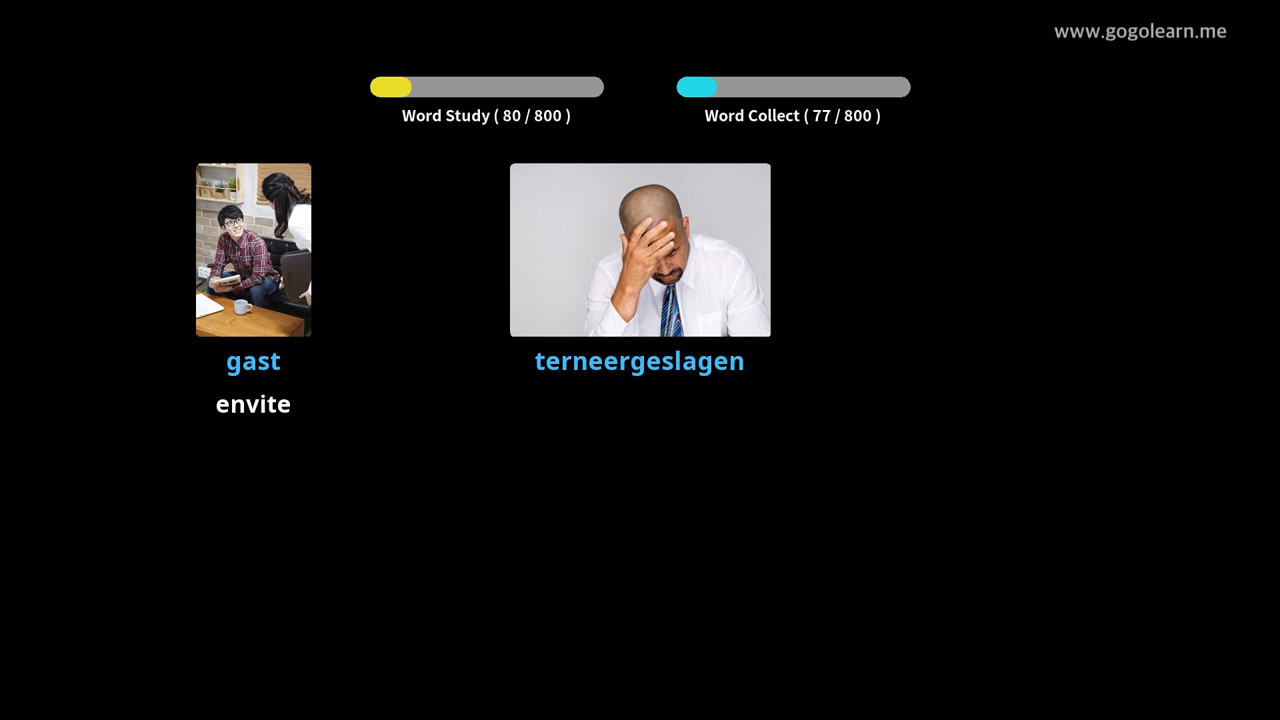 www.gogolearn.me
Word Study ( 80 / 800 )
Word Collect ( 77 / 800 )
gast
envite
terneergeslagen